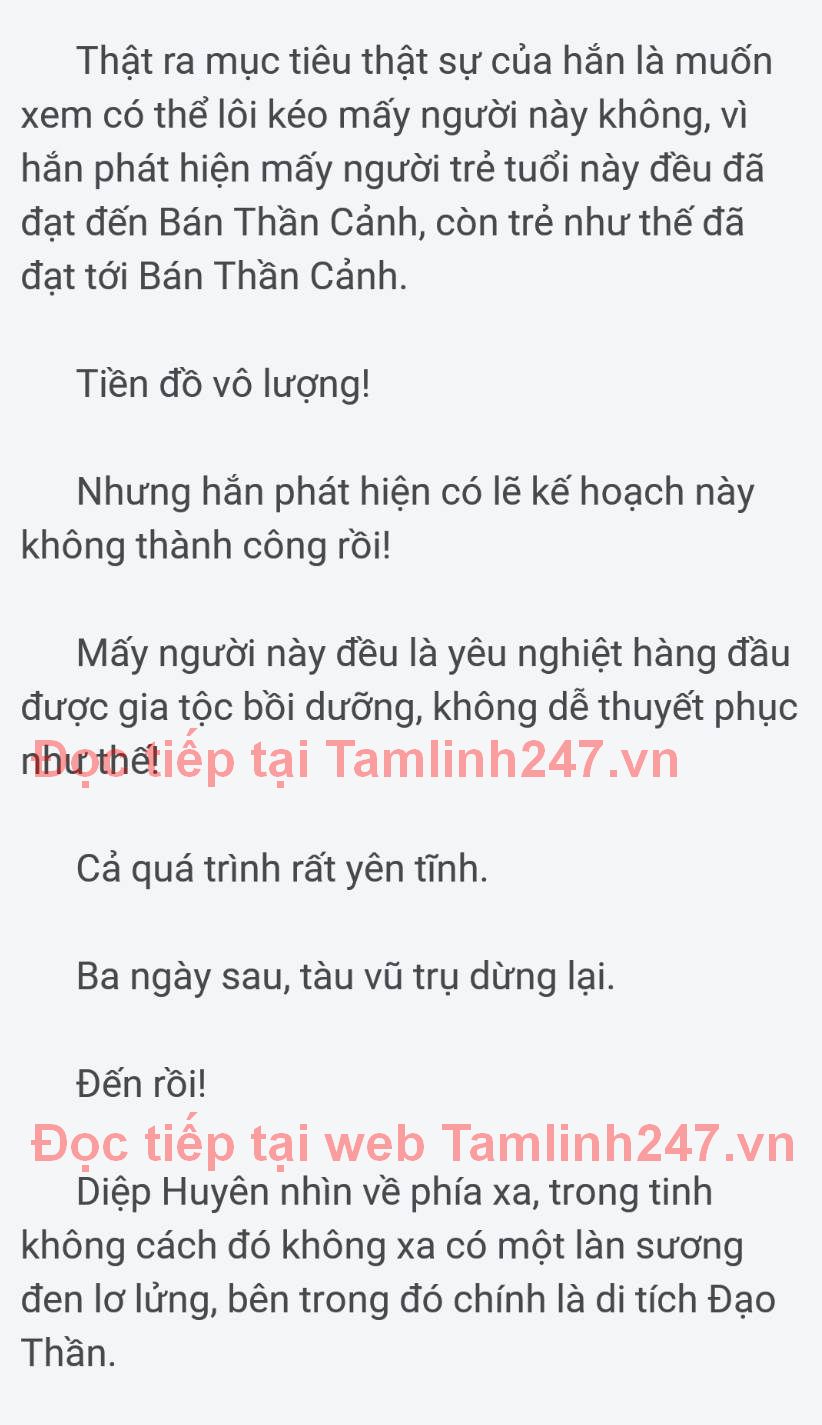 Thật ra mục tiêu thật sự của hắn là muốn
xem có thể lôi kéo mấy người này không, vì
hắn phát hiện mấy người trẻ tuổi này đều đã
đạt đến Bán Thần Cảnh, còn trẻ như thế đã
đạt tới Bán Thần Cảnh.
Tiền đồ vô lượng!
Nhưng hắn phát hiện có lẽ kế hoạch này
không thành công rồi!
Mấy người này đều là yêu nghiệt hàng đầu
được gia tộc bồi dưỡng, không dễ thuyết phục
như thế!
Đọc tiếp tại Tamlinh247.vn
Cả quá trình rất yên tĩnh.
Ba ngày sau, tàu vũ trụ dừng lại.
Đến rồi!
Đọc tiếp tại web Tamlinh247.vn
Diệp Huyên nhìn về phía xa, trong tinh
không cách đó không xa có một làn sương
đen lơ lửng, bên trong đó chính là di tích Đạo
Thần.